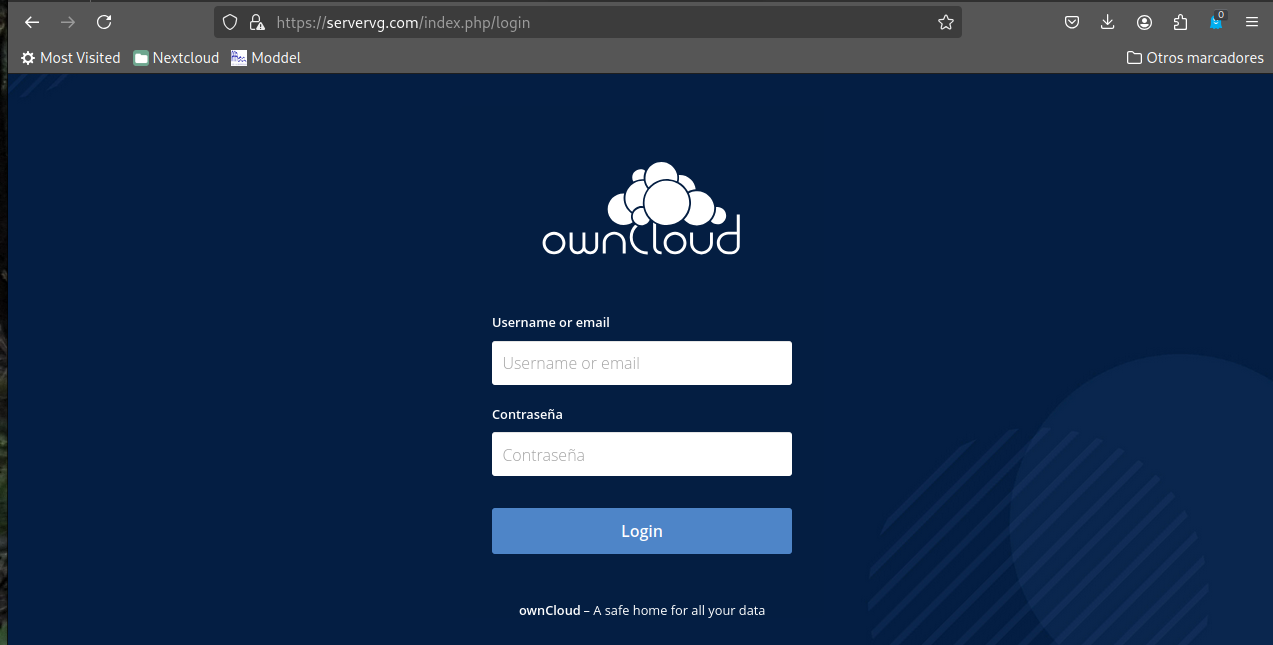 https://servervg.com/index.php/login
0
Most Visited
Nextcloud
Moddel
Otros marcadores
ownCloud
Username or email
Username or email
Contraseña
Contraseña
Login
ownCloud – A safe home for all your data